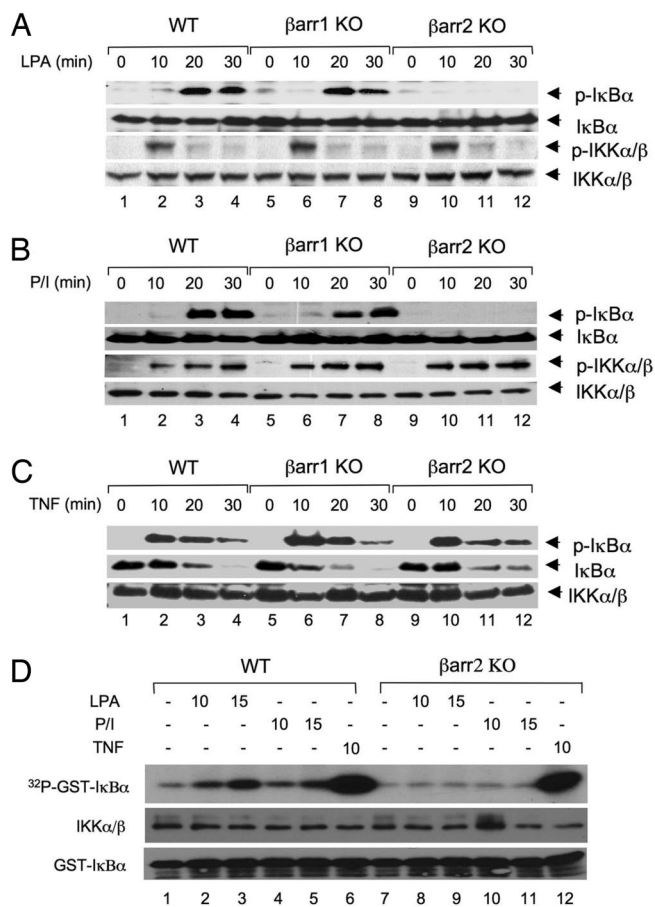 A
WT βarr1 KO βarr2 KO
LPA (min) 0 10 20 30 0 10 20 30 0 10 20 30
p-IκBα
IκBα
p-IKKα/β
IKKα/β
1 2 3 4 5 6 7 8 9 10 11 12
B
WT βarr1 KO βarr2 KO
P/I (min) 0 10 20 30 0 10 20 30 0 10 20 30
p-IκBα
IκBα
p-IKKα/β
IKKα/β
1 2 3 4 5 6 7 8 9 10 11 12
C
WT βarr1 KO βarr2 KO
TNF (min) 0 10 20 30 0 10 20 30 0 10 20 30
p-IκBα
IκBα
IKKα/β
1 2 3 4 5 6 7 8 9 10 11 12
D
WT βarr2 KO
LPA - 10 15 - - - - 10 15 - - -
P/I - - - 10 15 - - - - 10 15 -
TNF - - - - - 10 - - - - - 10
³²P-GST-IκBα
IKKα/β
GST-IκBα
1 2 3 4 5 6 7 8 9 10 11 12